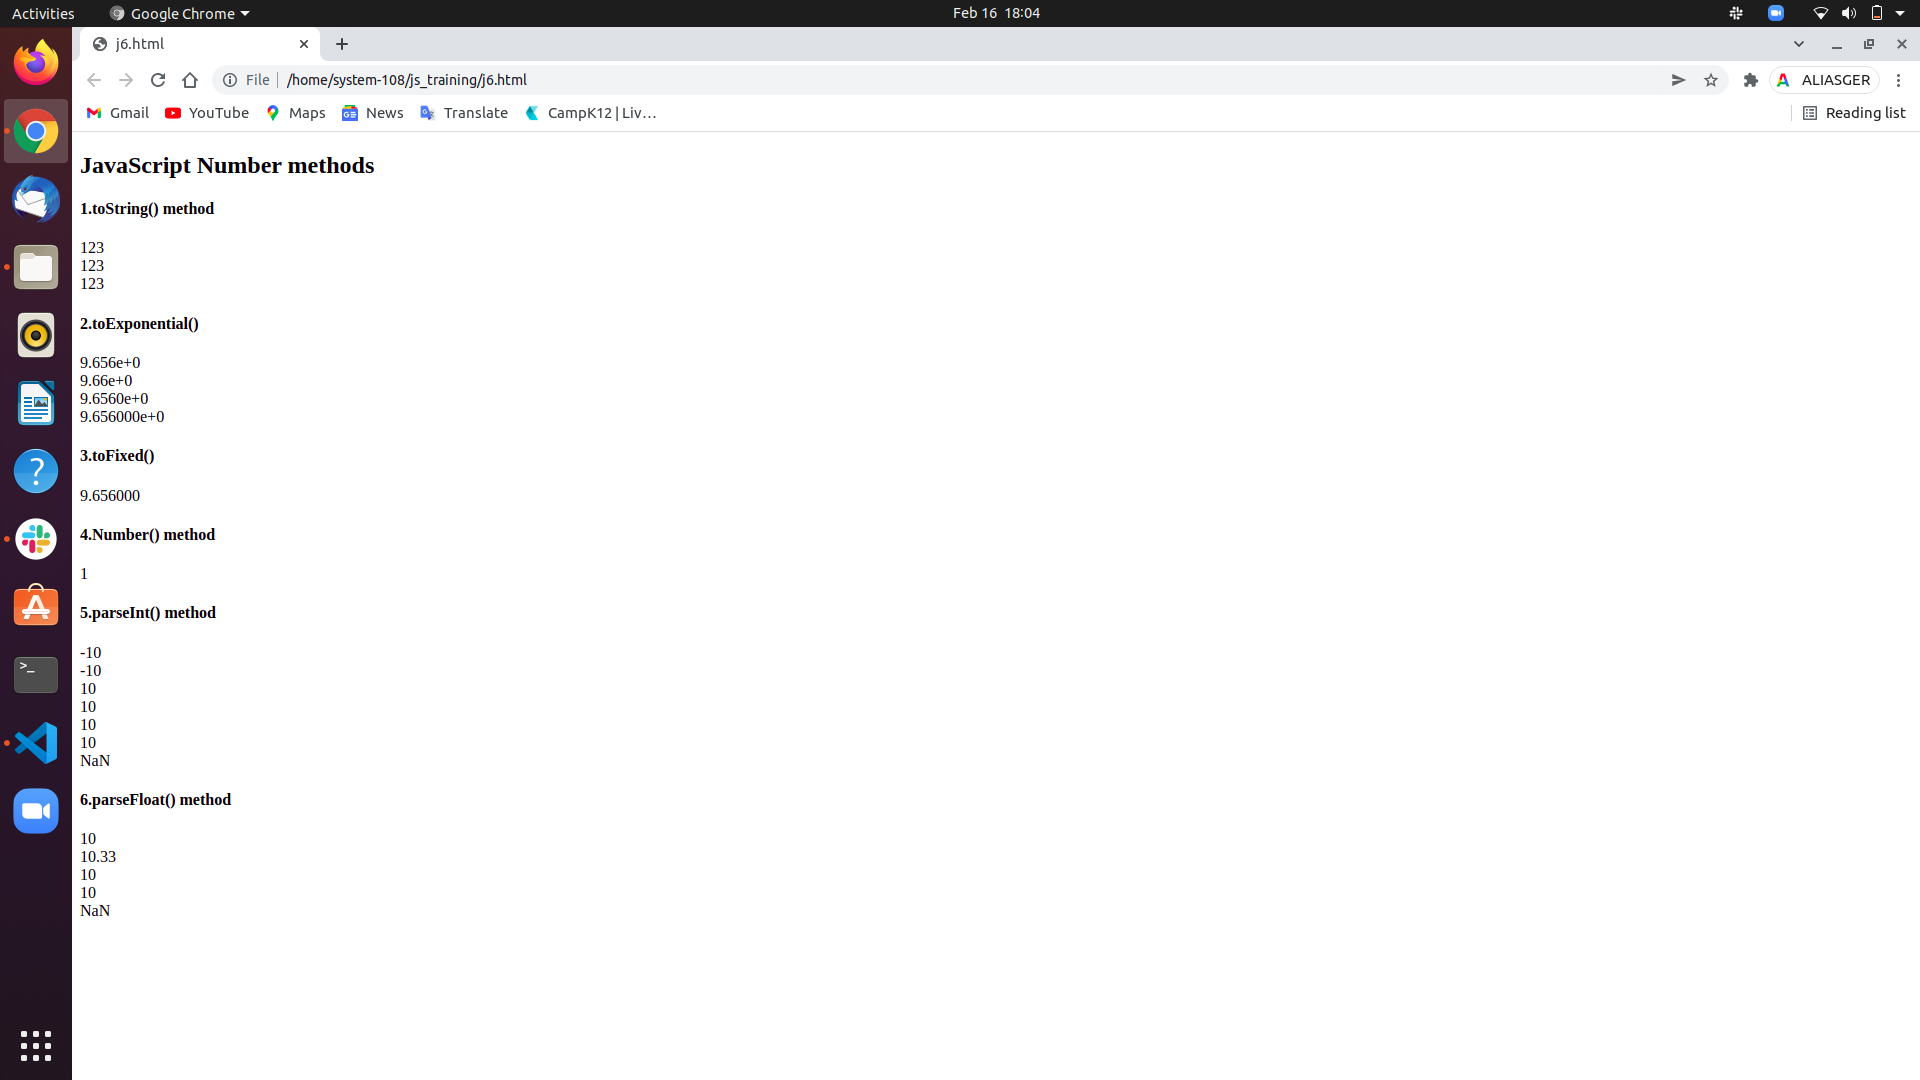 Activities
Google Chrome
Feb 16 18:04
j6.html
File
/home/system-108/js_training/j6.html
ALIASGER
Gmail
YouTube
Maps
News
Translate
CampK12 | Liv…
Reading list
JavaScript Number methods
1.toString() method
123
123
123
2.toExponential()
9.656e+0
9.66e+0
9.6560e+0
9.656000e+0
3.toFixed()
9.656000
4.Number() method
1
5.parseInt() method
-10
-10
10
10
10
10
NaN
6.parseFloat() method
10
10.33
10
10
NaN